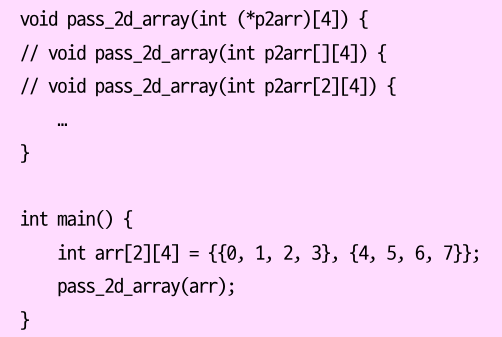 void pass_2d_array(int (*p2arr)[4]) {
// void pass_2d_array(int p2arr[][4]) {
// void pass_2d_array(int p2arr[2][4]) {
    …
}

int main() {
    int arr[2][4] = {{0, 1, 2, 3}, {4, 5, 6, 7}};
    pass_2d_array(arr);
}